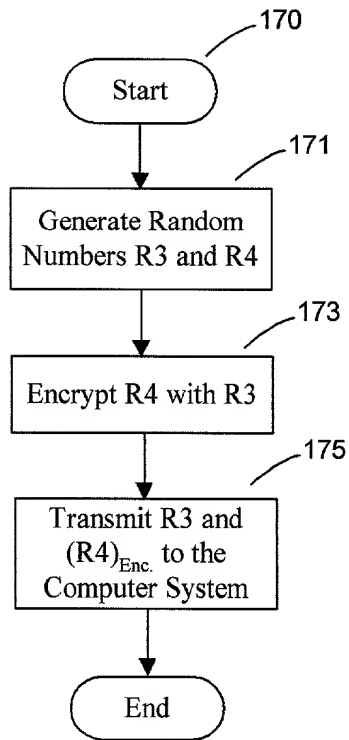 170
Start
171
Generate Random
Numbers R3 and R4
173
Encrypt R4 with R3
175
Transmit R3 and
(R4)Enc. to the
Computer System
End